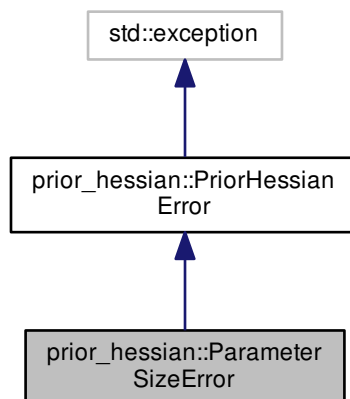 std::exception
prior_hessian::PriorHessian
Error
prior_hessian::Parameter
SizeError